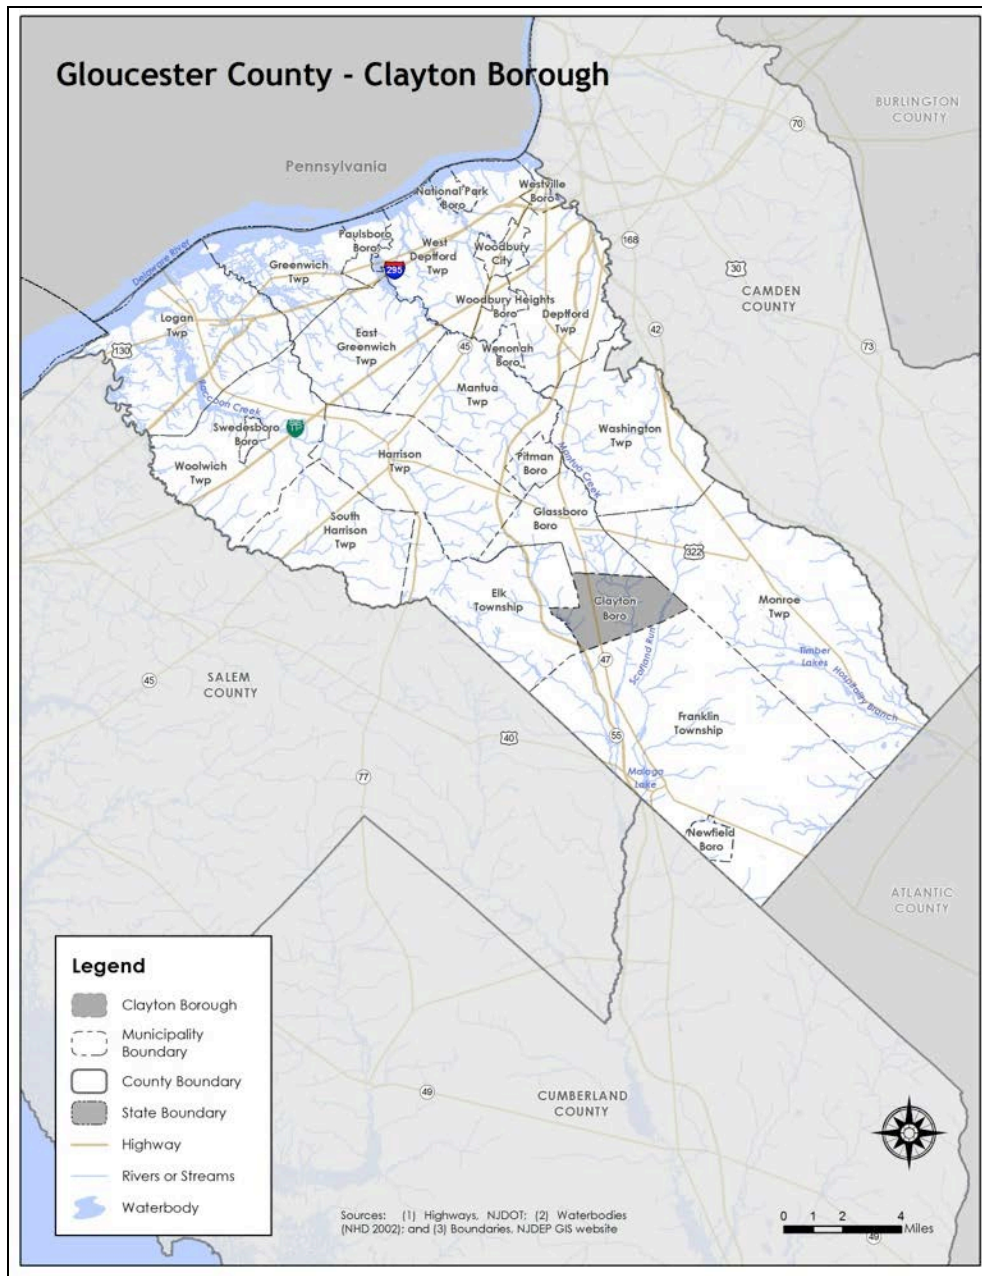 Gloucester County - Clayton Borough
BURLINGTON
COUNTY
70
Pennsylvania
National Park
Boro
Westville
Boro
Paulsboro
Boro
West
Deptford
Twp
Woodbury
City
168
Delaware River
Greenwich
Twp
295
30
CAMDEN
COUNTY
Logan
Twp
Woodbury Heights
Boro
Deptford
Twp
42
East
Greenwich
Twp
45
Wenonah
Boro
73
130
Mantua
Twp
Raccoon Creek
Swedesboro
Boro
Washington
Twp
Woolwich
Twp
Harrison
Twp
Pitman
Boro
Mantua Creek
South
Harrison
Twp
Glassboro
Boro
322
Elk
Township
Clayton
Boro
Monroe
Twp
Scotland Run
47
Timber
Lakes
Hospitality Branch
SALEM
COUNTY
45
Franklin
Township
40
55
77
Malaga
Lake
Newfield
Boro
ATLANTIC
COUNTY
Legend
Clayton Borough
Municipality
Boundary
County Boundary
State Boundary
Highway
Rivers or Streams
Waterbody
49
CUMBERLAND
COUNTY
Sources: (1) Highways, NJDOT; (2) Waterbodies
(NHD 2002); and (3) Boundaries, NJDEP GIS website
0 1 2 4
Miles
49